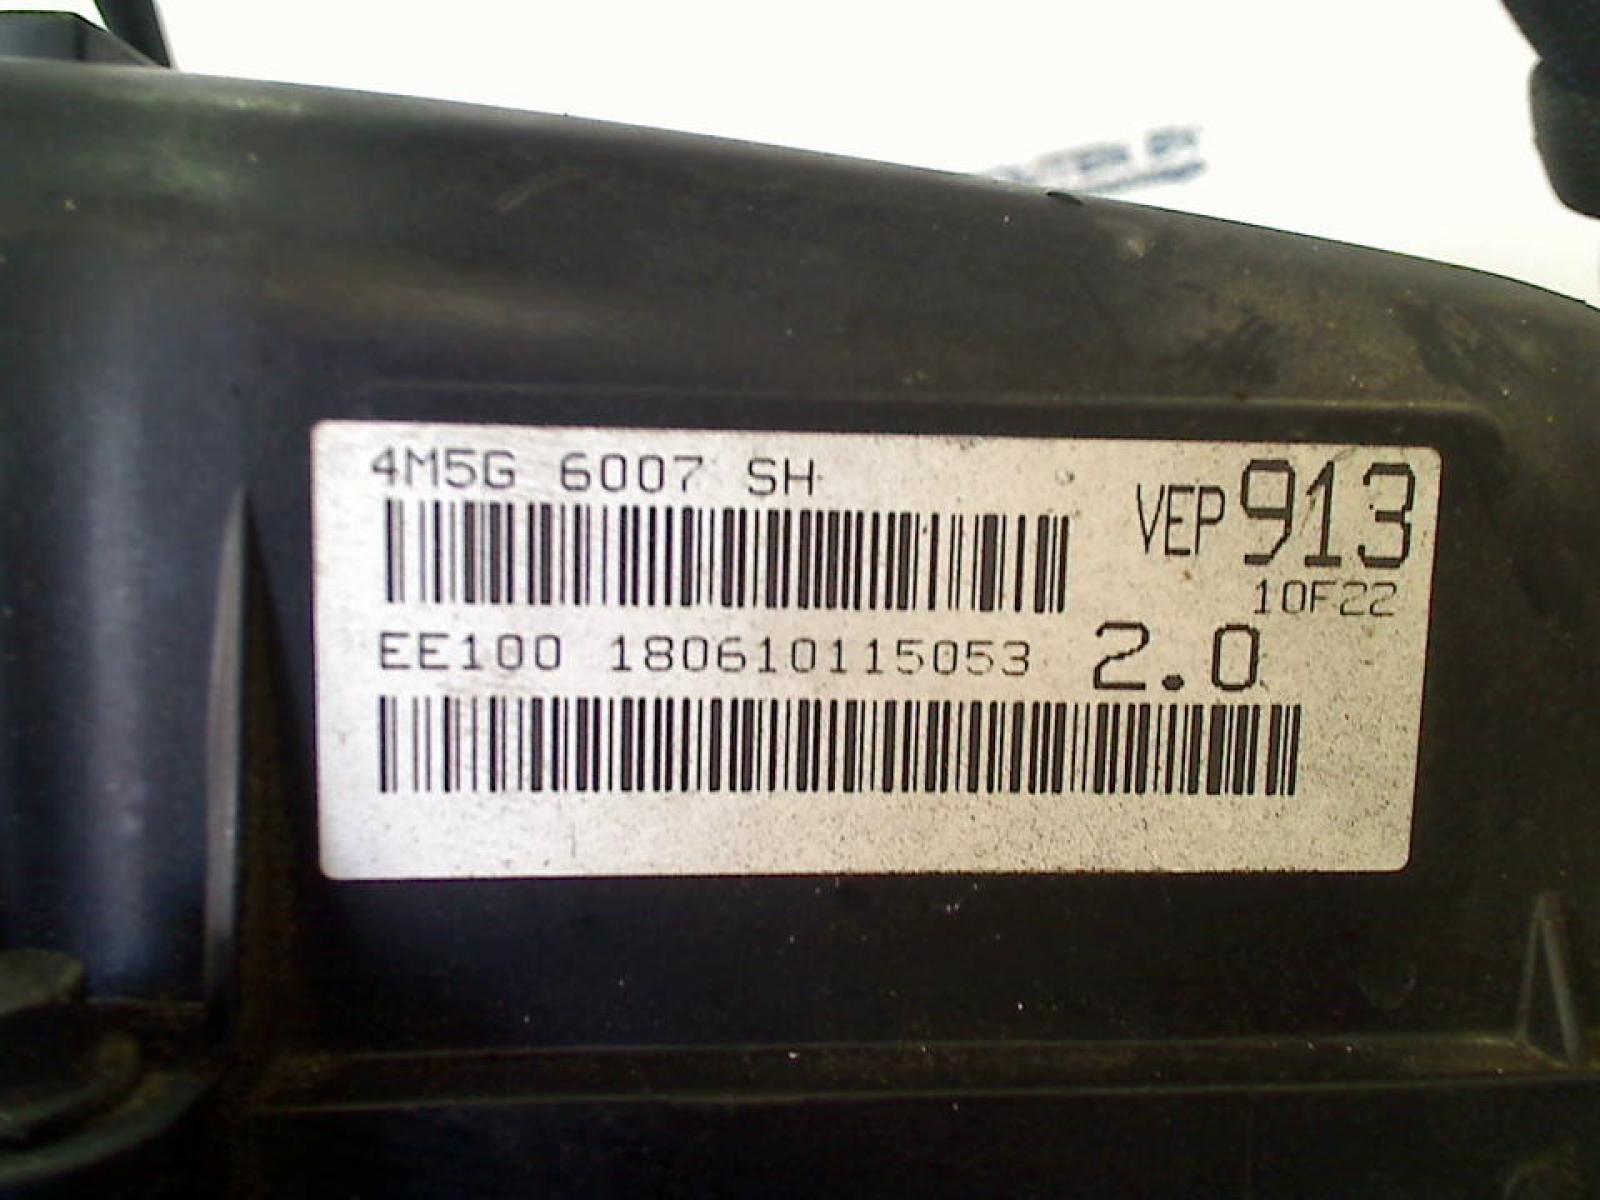 4M5G 6007 SH
VEP 913
10F22
EE100 180610115053 2.0